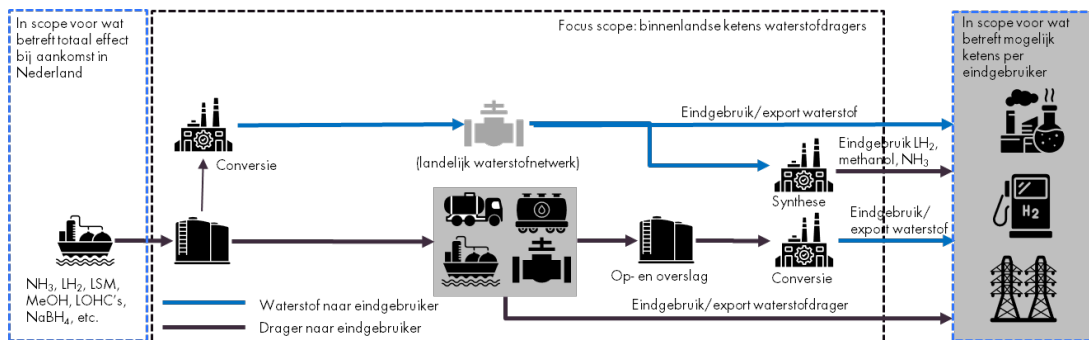 In scope voor wat
betreft totaal effect
bij aankomst in
Nederland
Focus scope: binnenlandse ketens waterstofdragers
In scope voor wat
betreft mogelijk
ketens per
eindgebruiker
Conversie
(landelijk waterstofnetwerk)
Eindgebruik/export waterstof
Eindgebruik LH2,
methanol, NH3
Synthese
H2
NH3, LH2, LSM,
MeOH, LOHC's,
NaBH4, etc.
Op- en overslag
Conversie
Eindgebruik/
export waterstof
Waterstof naar eindgebruiker
Drager naar eindgebruiker
Eindgebruik/export waterstofdrager